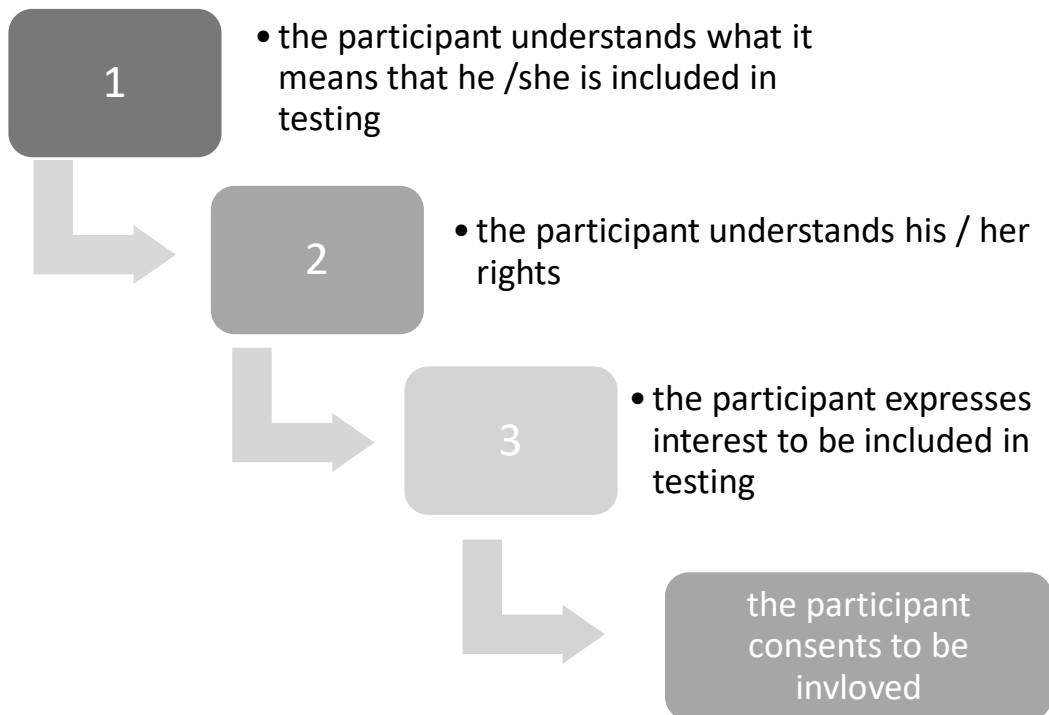 1
• the participant understands what it
means that he /she is included in
testing
2
• the participant understands his / her
rights
3
• the participant expresses
interest to be included in
testing
the participant
consents to be
invloved